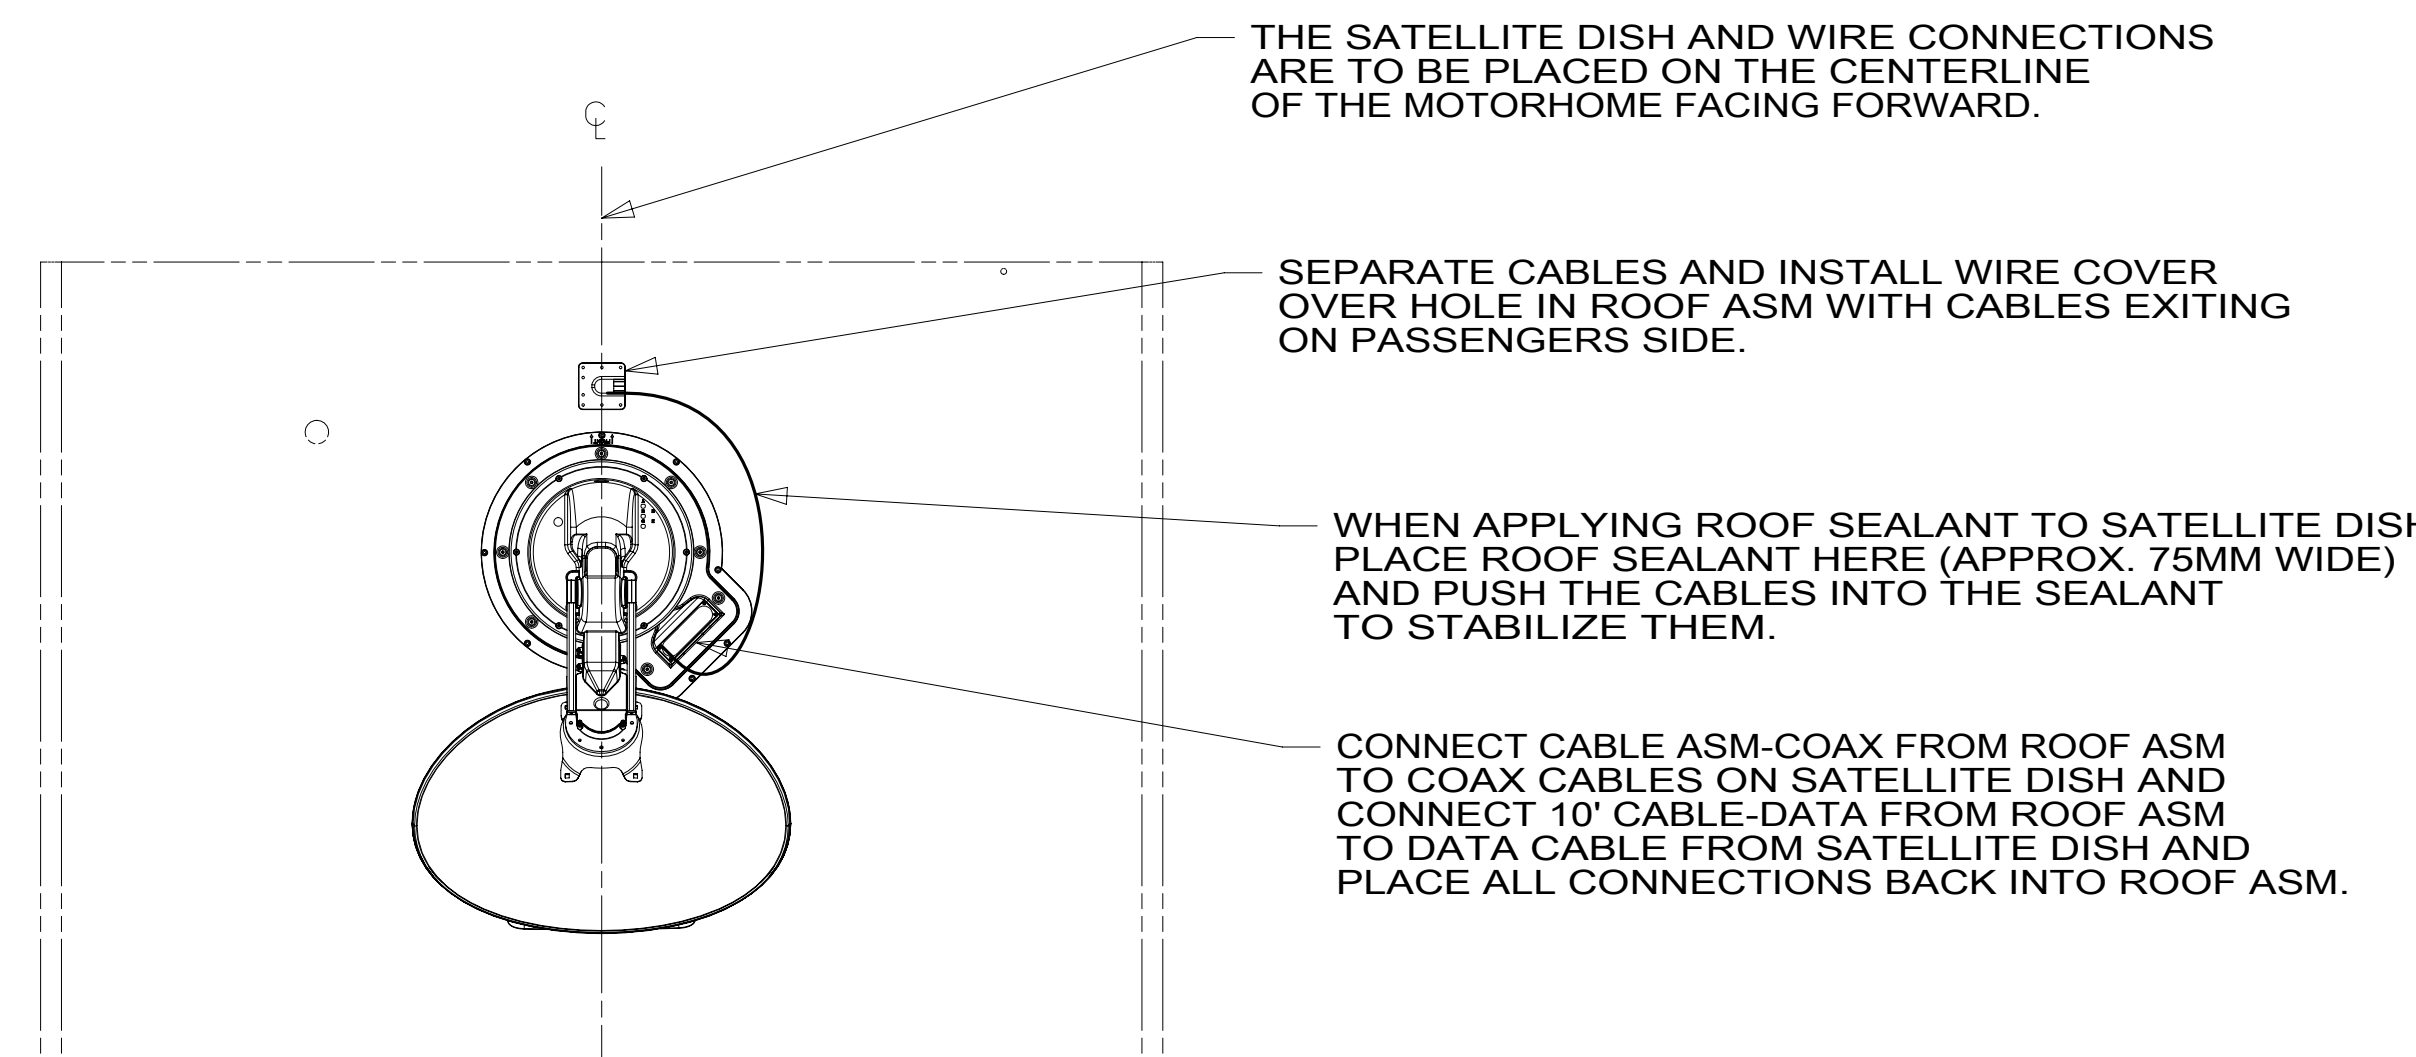 THE SATELLITE DISH AND WIRE CONNECTIONS
ARE TO BE PLACED ON THE CENTERLINE
OF THE MOTORHOME FACING FORWARD.
CL
SEPARATE CABLES AND INSTALL WIRE COVER
OVER HOLE IN ROOF ASM WITH CABLES EXITING
ON PASSENGERS SIDE.
WHEN APPLYING ROOF SEALANT TO SATELLITE DISH
PLACE ROOF SEALANT HERE (APPROX. 75MM WIDE)
AND PUSH THE CABLES INTO THE SEALANT
TO STABILIZE THEM.
CONNECT CABLE ASM-COAX FROM ROOF ASM
TO COAX CABLES ON SATELLITE DISH AND
CONNECT 10' CABLE-DATA FROM ROOF ASM
TO DATA CABLE FROM SATELLITE DISH AND
PLACE ALL CONNECTIONS BACK INTO ROOF ASM.